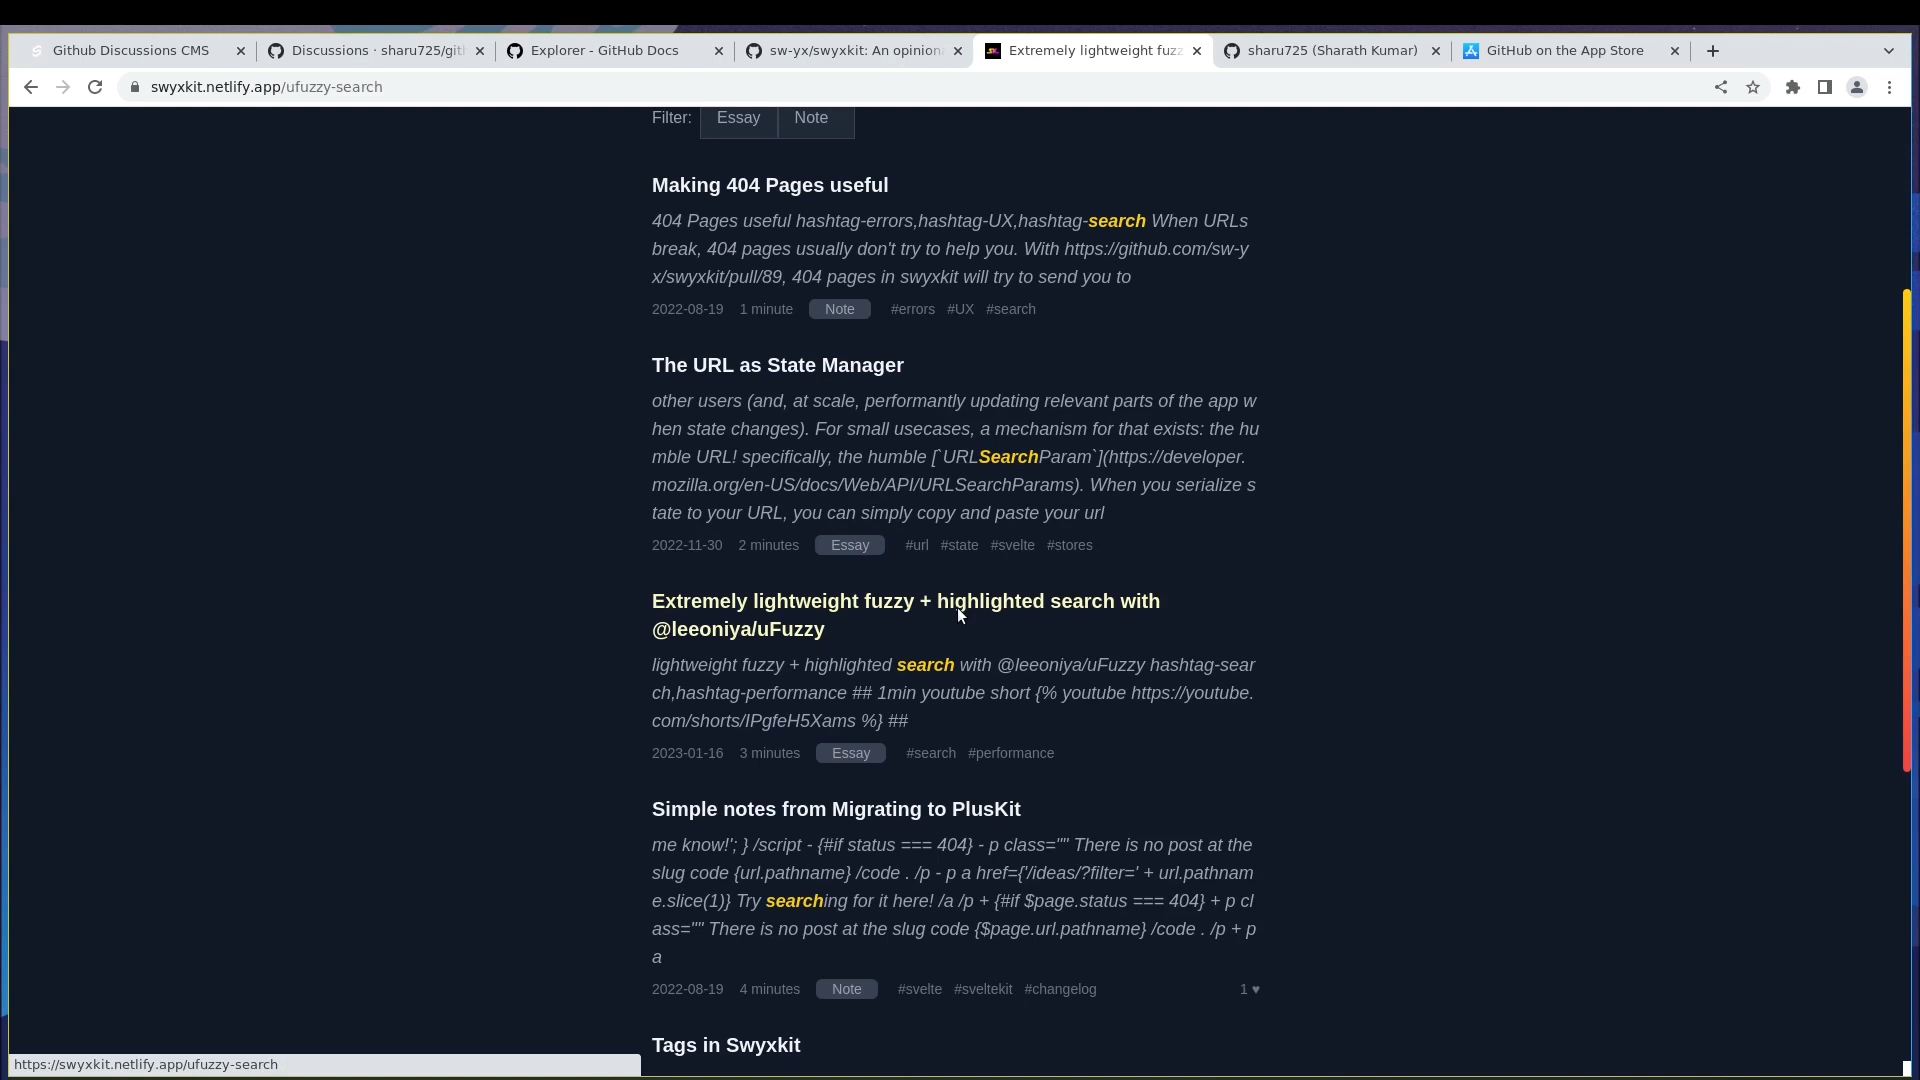 Github Discussions CMS
Discussions · sharu725/gith
Explorer - GitHub Docs
sw-yx/swyxkit: An opinion
Extremely lightweight fuzz
sharu725 (Sharath Kumar)
GitHub on the App Store
swyxkit.netlify.app/ufuzzy-search
Filter: Essay Note
Making 404 Pages useful
404 Pages useful hashtag-errors,hashtag-UX,hashtag-search When URLs
break, 404 pages usually don't try to help you. With https://github.com/sw-y
x/swyxkit/pull/89, 404 pages in swyxkit will try to send you to
2022-08-19 1 minute Note #errors #UX #search
The URL as State Manager
other users (and, at scale, performantly updating relevant parts of the app w
hen state changes). For small usecases, a mechanism for that exists: the hu
mble URL! specifically, the humble [`URLSearchParam`](https://developer.
mozilla.org/en-US/docs/Web/API/URLSearchParams). When you serialize s
tate to your URL, you can simply copy and paste your url
2022-11-30 2 minutes Essay #url #state #svelte #stores
Extremely lightweight fuzzy + highlighted search with
@leeoniya/uFuzzy
lightweight fuzzy + highlighted search with @leeoniya/uFuzzy hashtag-sear
ch,hashtag-performance ## 1min youtube short {% youtube https://youtube.
com/shorts/IPgfeH5Xams %} ##
2023-01-16 3 minutes Essay #search #performance
Simple notes from Migrating to PlusKit
me know!'; } /script - {#if status === 404} - p class="" There is no post at the
slug code {url.pathname} /code . /p - p a href={'/ideas/?filter=' + url.pathnam
e.slice(1)} Try searching for it here! /a /p + {#if $page.status === 404} + p cl
ass="" There is no post at the slug code {$page.url.pathname} /code . /p + p
a
2022-08-19 4 minutes Note #svelte #sveltekit #changelog 1 ♥
Tags in Swyxkit
https://swyxkit.netlify.app/ufuzzy-search